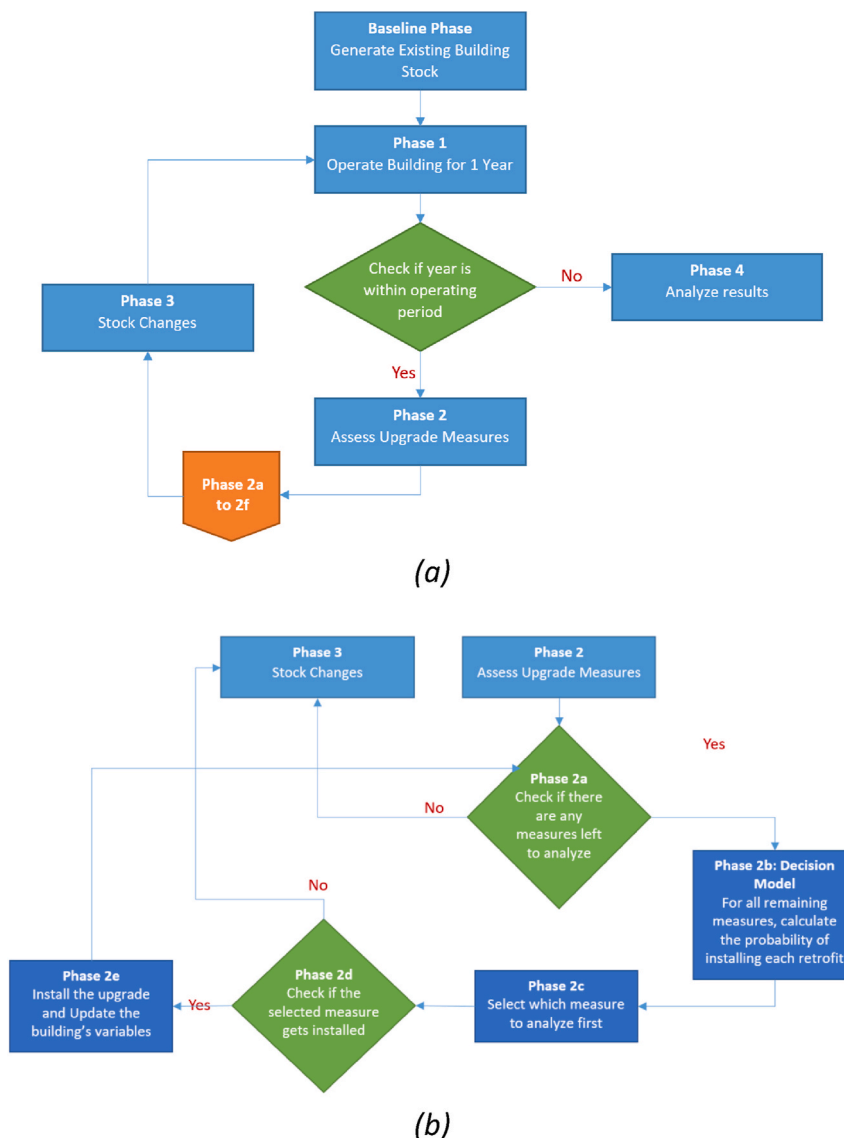 Baseline Phase
Generate Existing Building
Stock
Phase 1
Operate Building for 1 Year
Check if year is
within operating
period
No
Phase 4
Analyze results
Phase 3
Stock Changes
Yes
Phase 2
Assess Upgrade Measures
Phase 2a
to 2f
(a)
Phase 3
Stock Changes
Phase 2
Assess Upgrade Measures
Yes
Phase 2a
Check if there
are any
measures left
to analyze
No
Phase 2b: Decision
Model
For all remaining
measures, calculate
the probability of
installing each retrofit
No
Phase 2e
Install the upgrade
and Update the
building's variables
Yes
Phase 2d
Check if the
selected measure
gets installed
Phase 2c
Select which measure
to analyze first
(b)